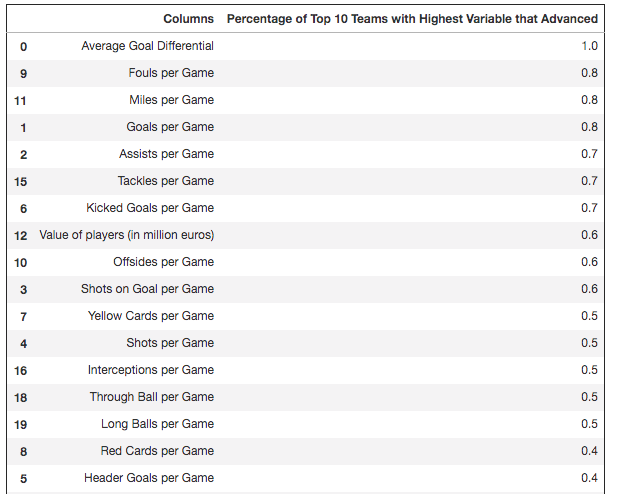 Columns Percentage of Top 10 Teams with Highest Variable that Advanced
0 Average Goal Differential 1.0
9 Fouls per Game 0.8
11 Miles per Game 0.8
1 Goals per Game 0.8
2 Assists per Game 0.7
15 Tackles per Game 0.7
6 Kicked Goals per Game 0.7
12 Value of players (in million euros) 0.6
10 Offsides per Game 0.6
3 Shots on Goal per Game 0.6
7 Yellow Cards per Game 0.5
4 Shots per Game 0.5
16 Interceptions per Game 0.5
18 Through Ball per Game 0.5
19 Long Balls per Game 0.5
8 Red Cards per Game 0.4
5 Header Goals per Game 0.4